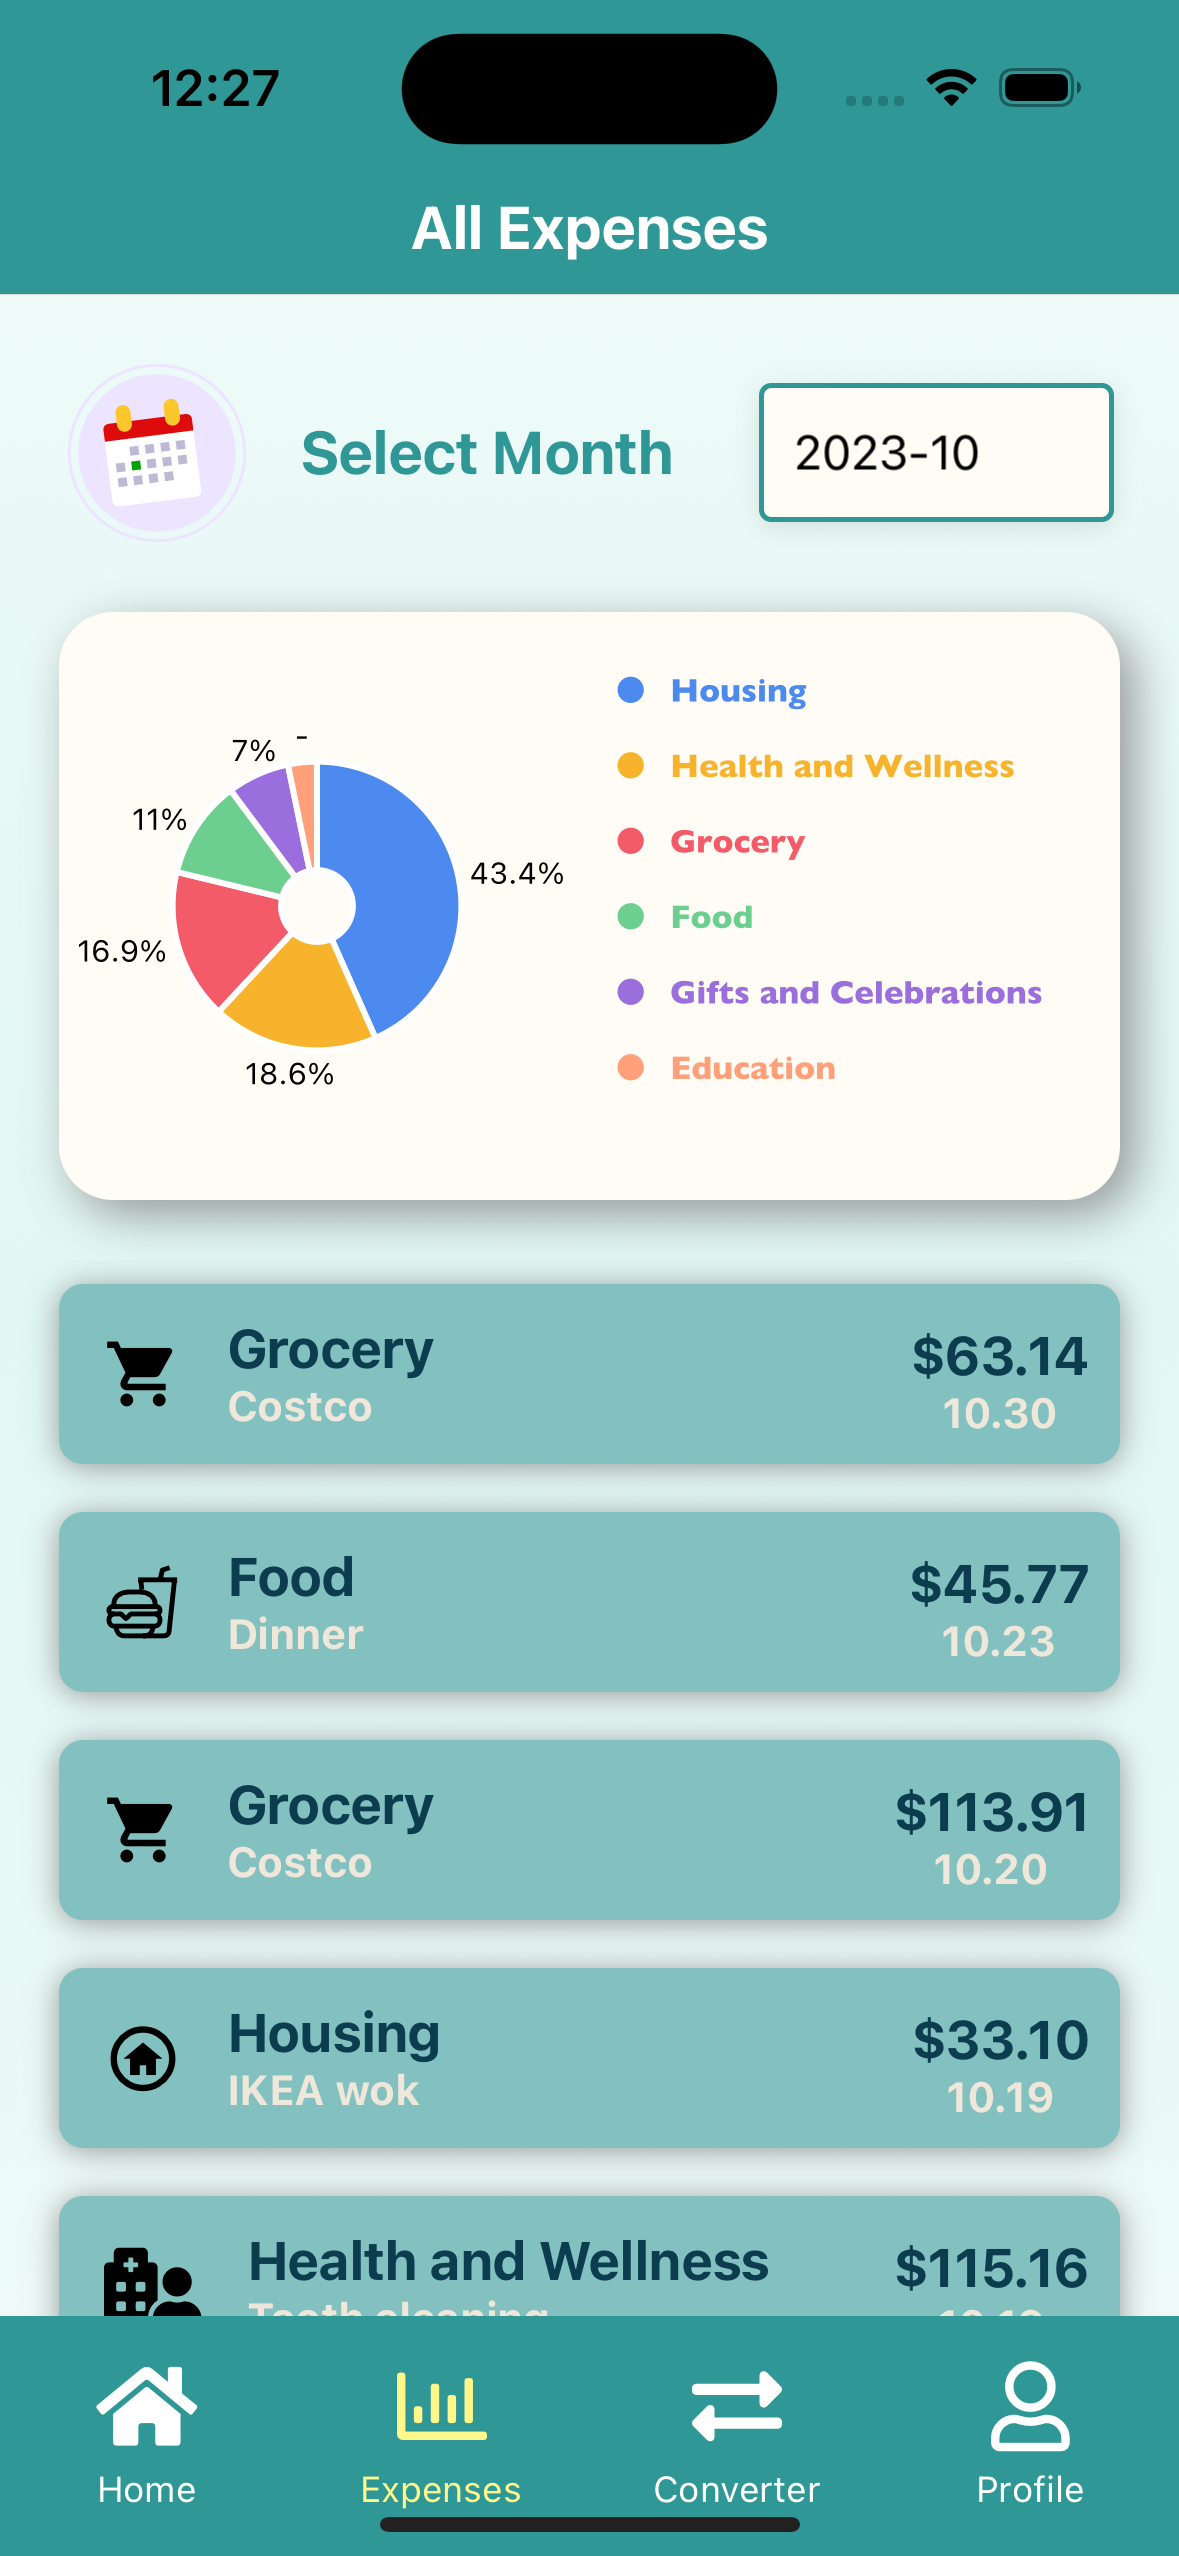 12:27
All Expenses
Select Month
2023-10
Housing
Health and Wellness
Grocery
Food
Gifts and Celebrations
Education
7% -
11%
43.4%
16.9%
18.6%
Grocery
Costco
$63.14
10.30
Food
Dinner
$45.77
10.23
Grocery
Costco
$113.91
10.20
Housing
IKEA wok
$33.10
10.19
Health and Wellness
$115.16
Home
Expenses
Converter
Profile